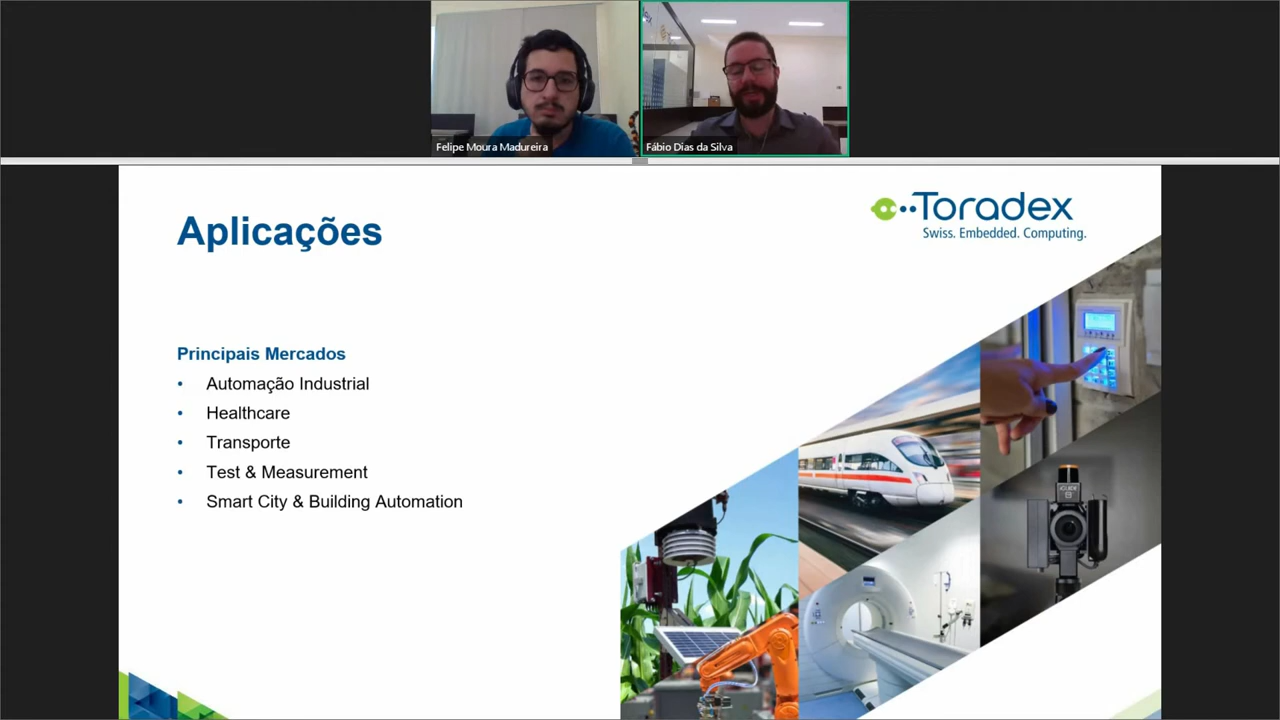 Felipe Moura Madureira
Fábio Dias da Silva
Toradex
Swiss. Embedded. Computing.
Aplicações
Principais Mercados
• Automação Industrial
• Healthcare
• Transporte
• Test & Measurement
• Smart City & Building Automation